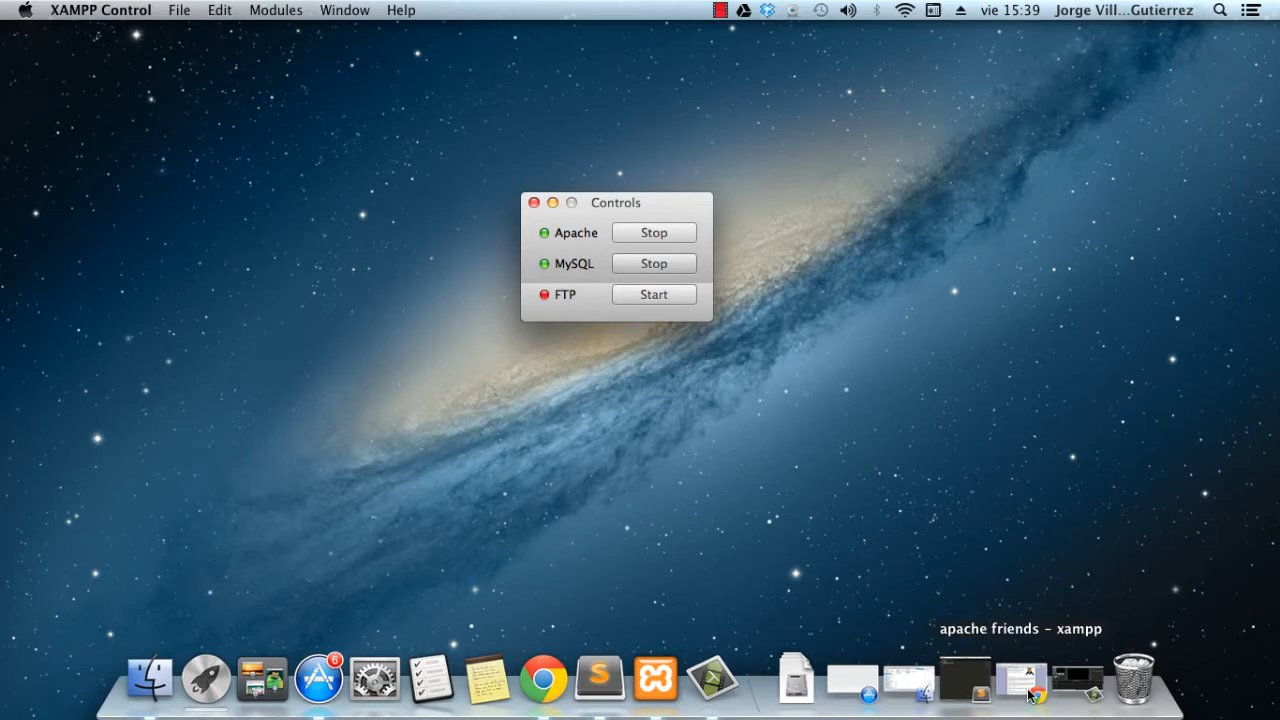 XAMPP Control File Edit Modules Window Help vie 15:39 Jorge Vill...Gutierrez
Controls
Apache Stop
MySQL Stop
FTP Start
apache friends – xampp
6
S